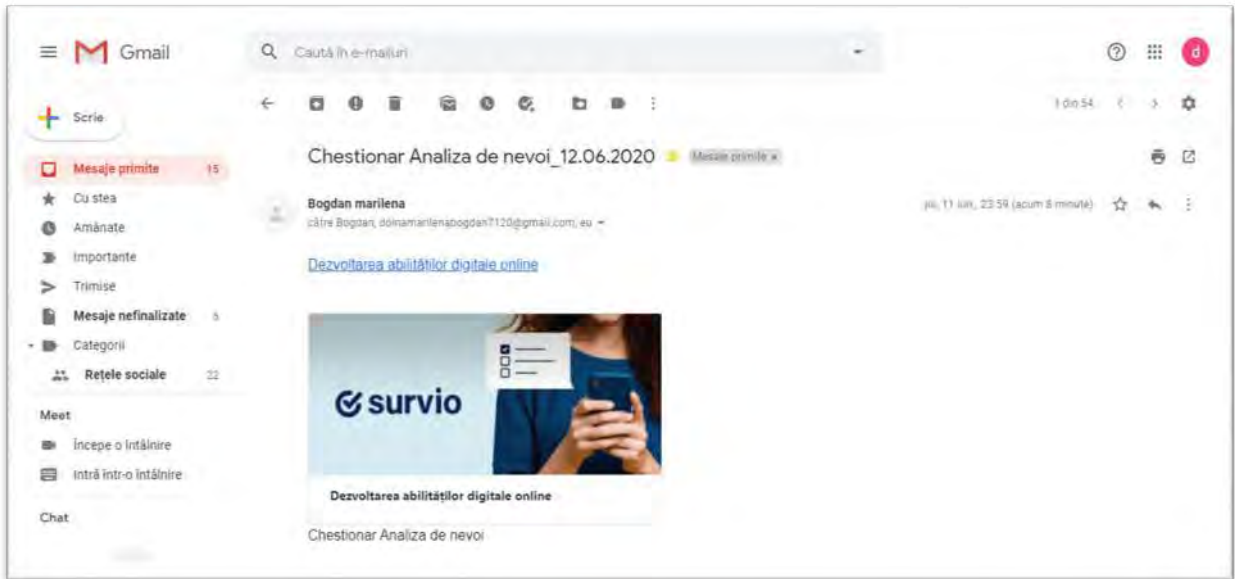 Gmail
Caută în e-mailuri
d
Scrie
1 din 54
Chestionar Analiza de nevoi_12.06.2020 Mesaje primite x
Mesaje primite 15
Cu stea
Bogdan marilena
joi, 11 iun., 23:59 (acum 8 minute)
Amânate
către Bogdan, doinamarilenabogdan7120@gmail.com, eu
Importante
Dezvoltarea abilităților digitale online
Trimise
Mesaje nefinalizate
Categorii
Rețele sociale 22
survio
Meet
Începe o întâlnire
Intră într-o întâlnire
Dezvoltarea abilităților digitale online
Chat
Chestionar Analiza de nevoi